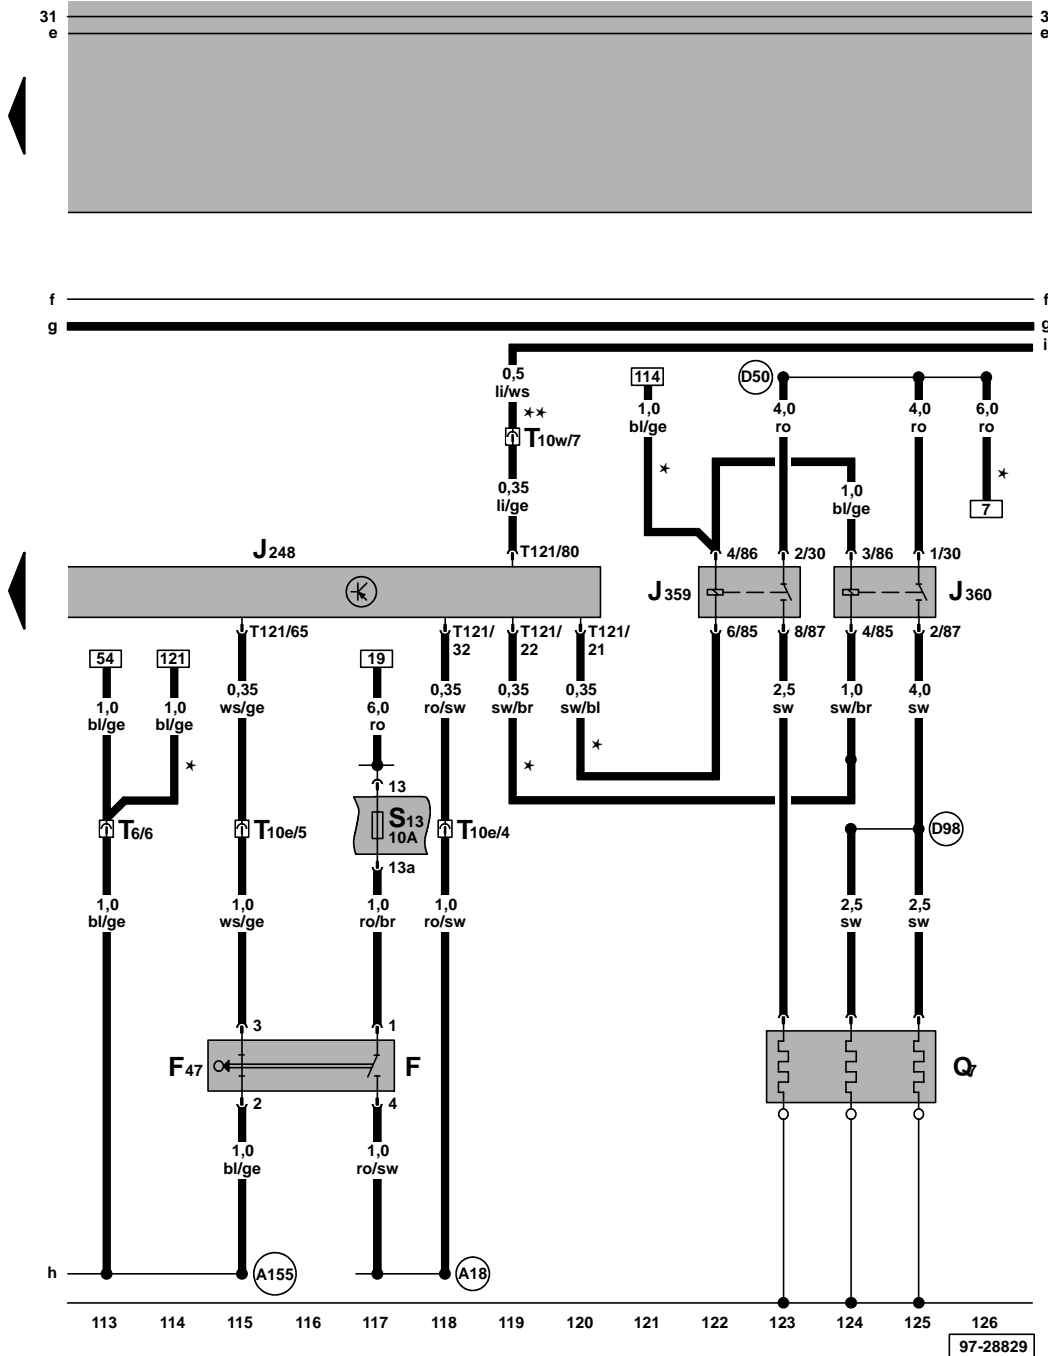 31 3
e e
f f
g g
i
0,5 114 D50 4,0 4,0 6,0
li/ws 1,0 ro ro ro
bl/ge
T10w/7
0,35 1,0 7
li/ge bl/ge
J248 T121/80 4/86 2/30 3/86 1/30
J359 J360
T121/65 T121/32 T121/22 T121/21 6/85 8/87 4/85 2/87
54 121 19
1,0 1,0 0,35 6,0 0,35 0,35 0,35 2,5 1,0 4,0
bl/ge bl/ge ws/ge ro ro/sw sw/br sw/bl sw sw/br sw
13
T6/6 T10e/5 S13 T10e/4 D98
10A
13a
1,0 1,0 1,0 1,0 2,5 2,5
bl/ge ws/ge ro/br ro/sw sw sw
3 1
F47 F Q7
2 4
1,0 1,0
bl/ge ro/sw
h A155 A18
113 114 115 116 117 118 119 120 121 122 123 124 125 126
97-28829